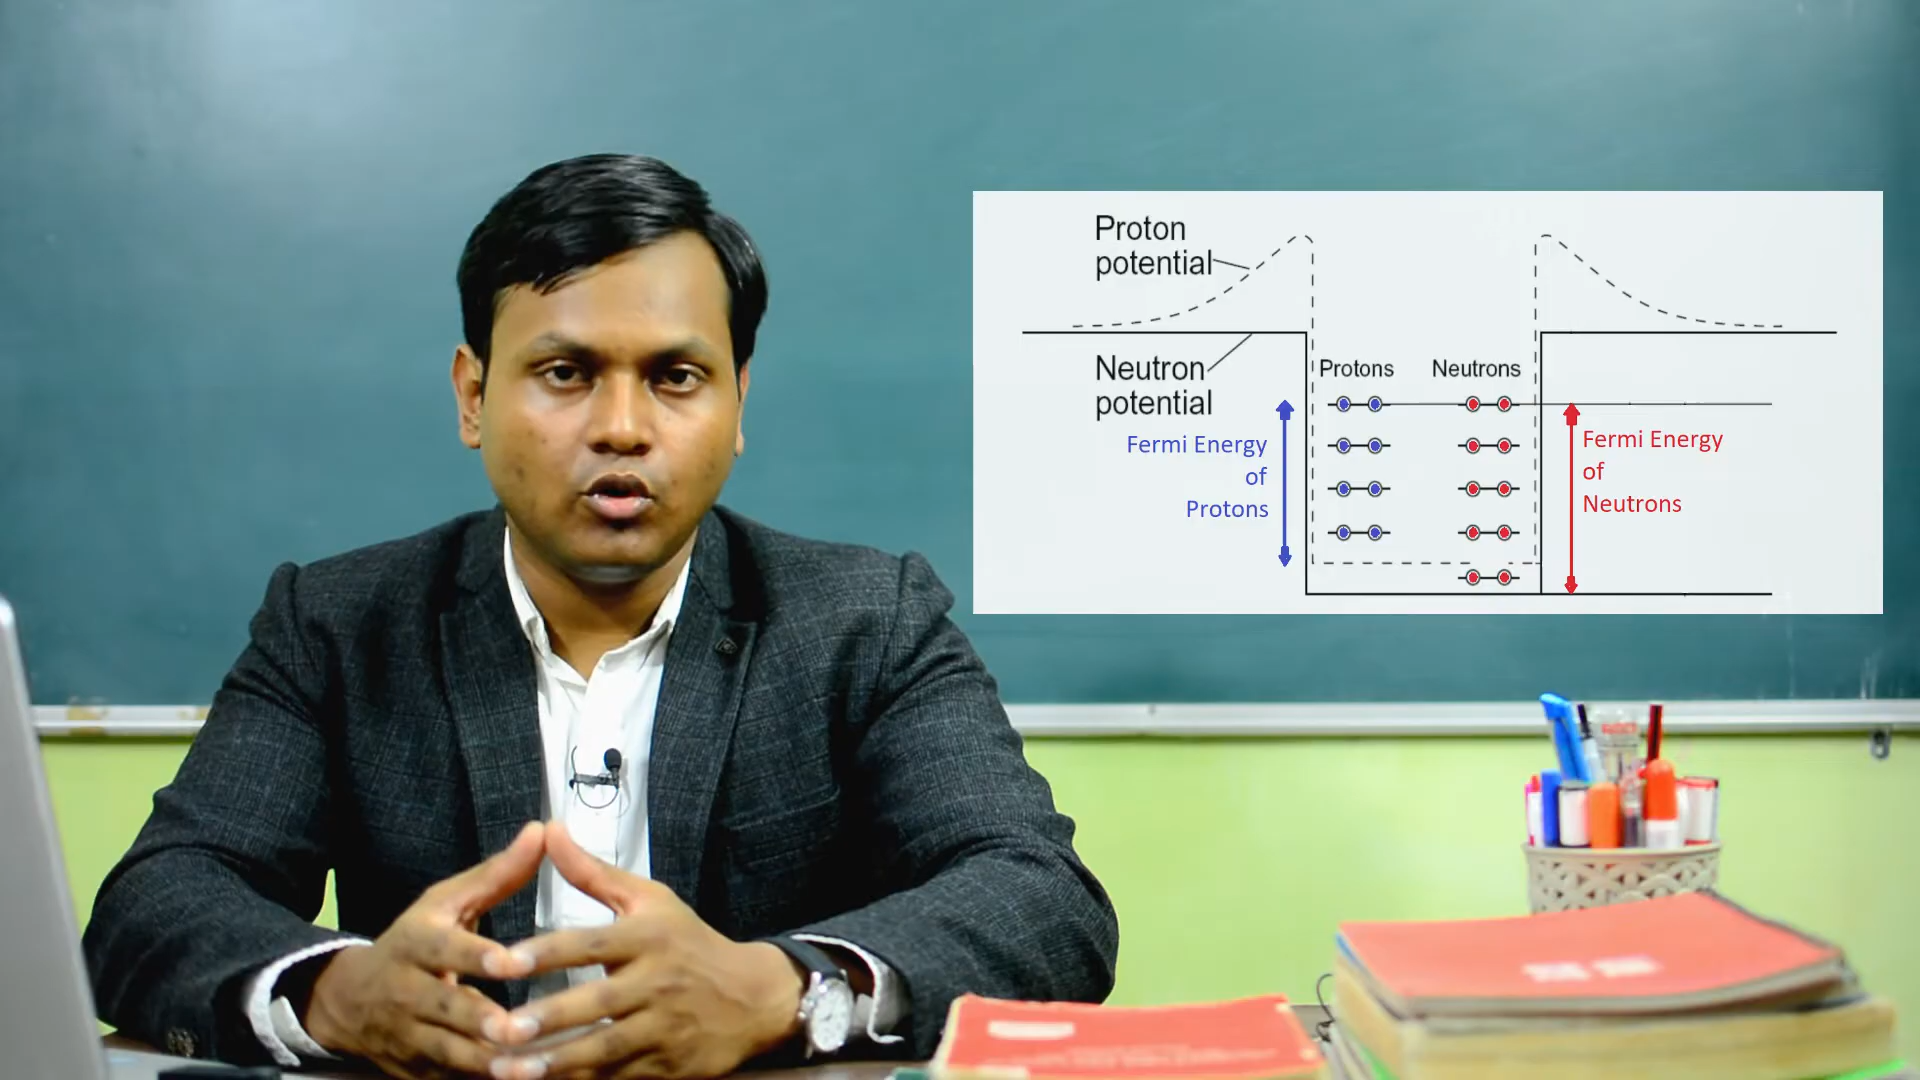 Proton
potential
Neutron
potential
Protons
Neutrons
Fermi Energy
of
Protons
Fermi Energy
of
Neutrons